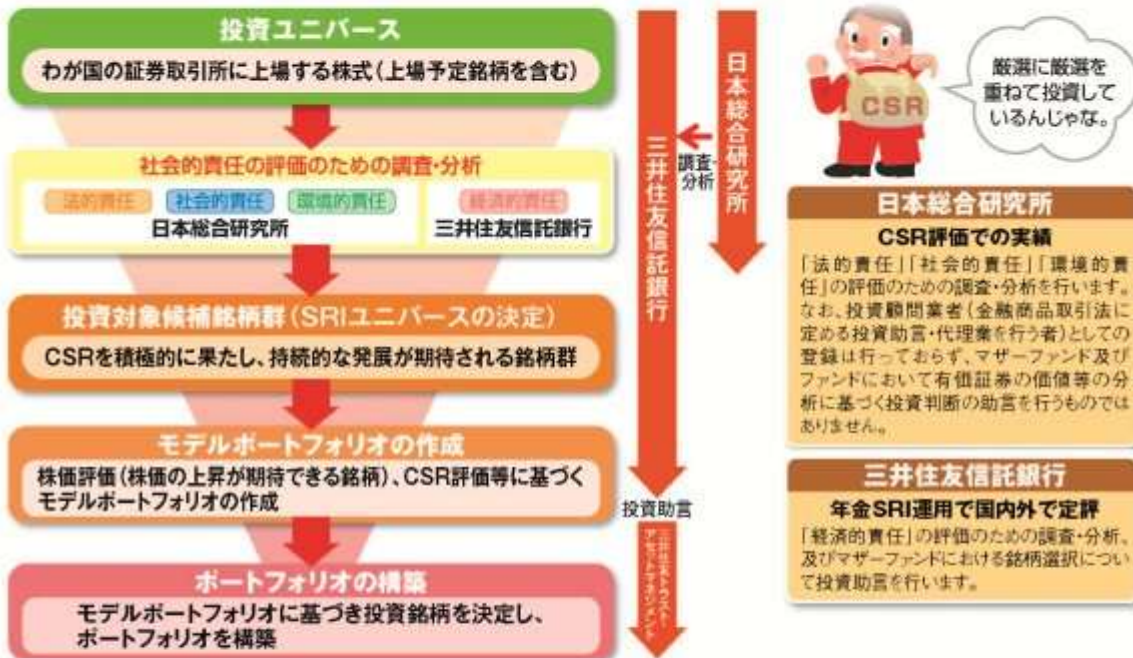 投資ユニバース
わが国の証券取引所に上場する株式（上場予定銘柄を含む）
社会的責任の評価のための調査・分析
法的責任 社会的責任 環境的責任 経済的責任
日本総合研究所 三井住友信託銀行
投資対象候補銘柄群（SRIユニバースの決定）
CSRを積極的に果たし、持続的な発展が期待される銘柄群
モデルポートフォリオの作成
株価評価（株価の上昇が期待できる銘柄）、CSR評価等に基づく
モデルポートフォリオの作成
ポートフォリオの構築
モデルポートフォリオに基づき投資銘柄を決定し、
ポートフォリオを構築
三井住友信託銀行
投資助言
三井住友トラスト・
アセットマネジメント
調査・
分析
日本総合研究所
CSR
厳選に厳選を
重ねて投資して
いるんじゃな。
日本総合研究所
CSR評価での実績
「法的責任」「社会的責任」「環境的責
任」の評価のための調査・分析を行います。
なお、投資顧問業者（金融商品取引法に
定める投資助言・代理業を行う者）としての
登録は行っておらず、マザーファンド及び
ファンドにおいて有価証券の価値等の分
析に基づく投資判断の助言を行うものでは
ありません。
三井住友信託銀行
年金SRI運用で国内外で定評
「経済的責任」の評価のための調査・分析、
及びマザーファンドにおける銘柄選択につい
て投資助言を行います。